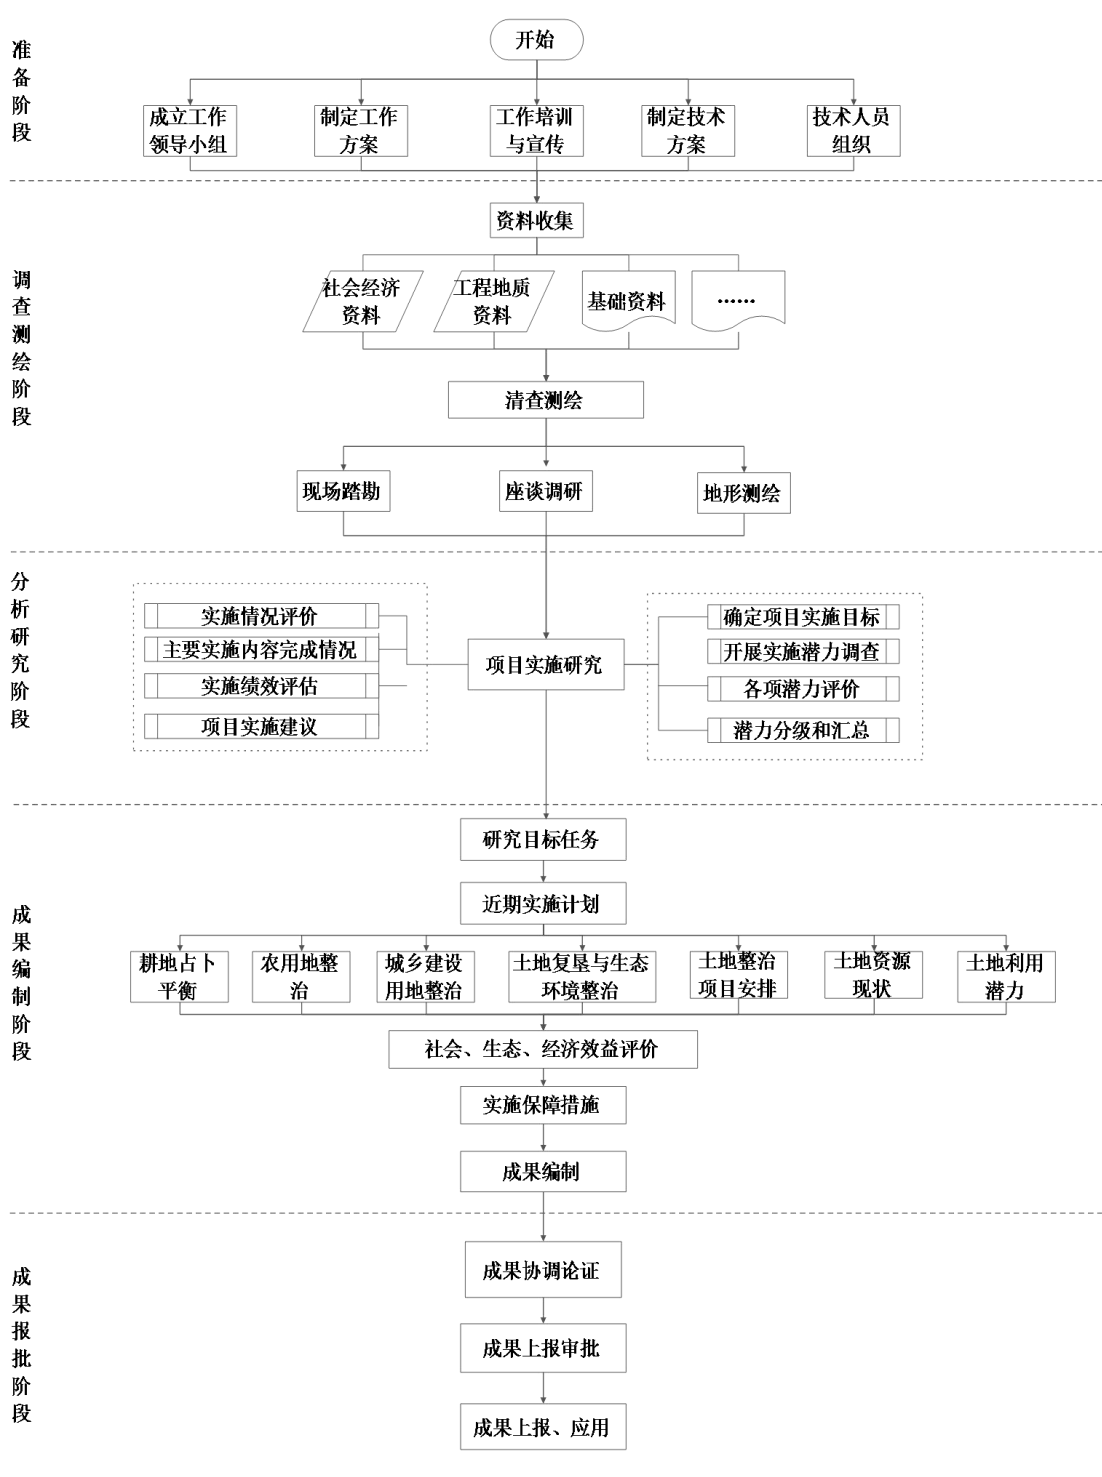 准备阶段
开始
成立工作
领导小组
制定工作
方案
工作培训
与宣传
制定技术
方案
技术人员
组织
调查测绘阶段
资料收集
社会经济
资料
工程地质
资料
基础资料
······
清查测绘
现场踏勘
座谈调研
地形测绘
分析研究阶段
实施情况评价
主要实施内容完成情况
实施绩效评估
项目实施建议
项目实施研究
确定项目实施目标
开展实施潜力调查
各项潜力评价
潜力分级和汇总
成果编制阶段
研究目标任务
近期实施计划
耕地占卜
平衡
农用地整
治
城乡建设
用地整治
土地复垦与生态
环境整治
土地整治
项目安排
土地资源
现状
土地利用
潜力
社会、生态、经济效益评价
实施保障措施
成果编制
成果报批阶段
成果协调论证
成果上报审批
成果上报、应用